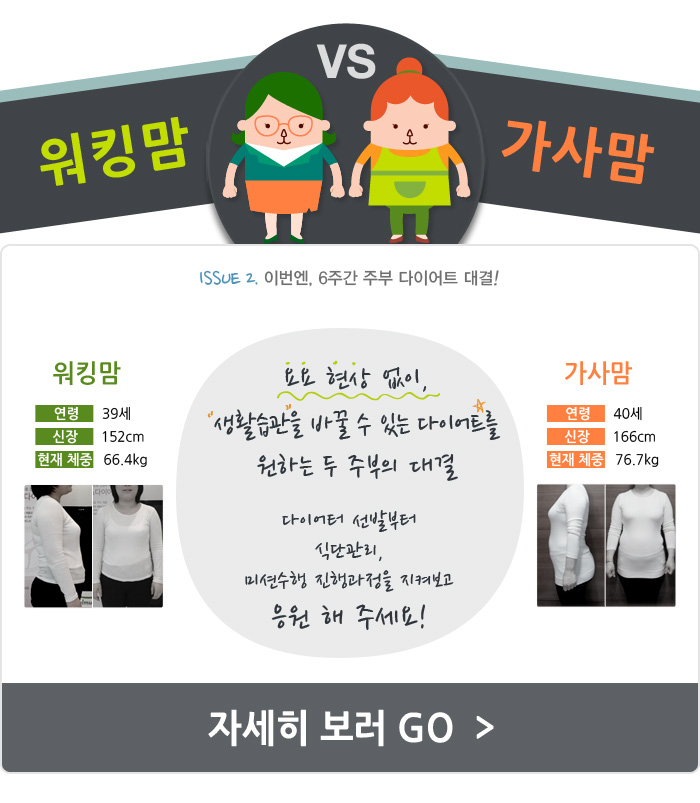 VS
워킹맘
가사맘
ISSUE 2. 이번엔, 6주간 주부 다이어트 대결!
워킹맘
연령 39세
신장 152cm
현재 체중 66.4kg
요요 현상 없이,
"생활습관"을 바꿀 수 있는 다이어트를
원하는 두 주부의 대결
다이어터 선발부터
식단관리,
미션수행 진행과정을 지켜보고
응원 해 주세요!
가사맘
연령 40세
신장 166cm
현재 체중 76.7kg
자세히 보러 GO >